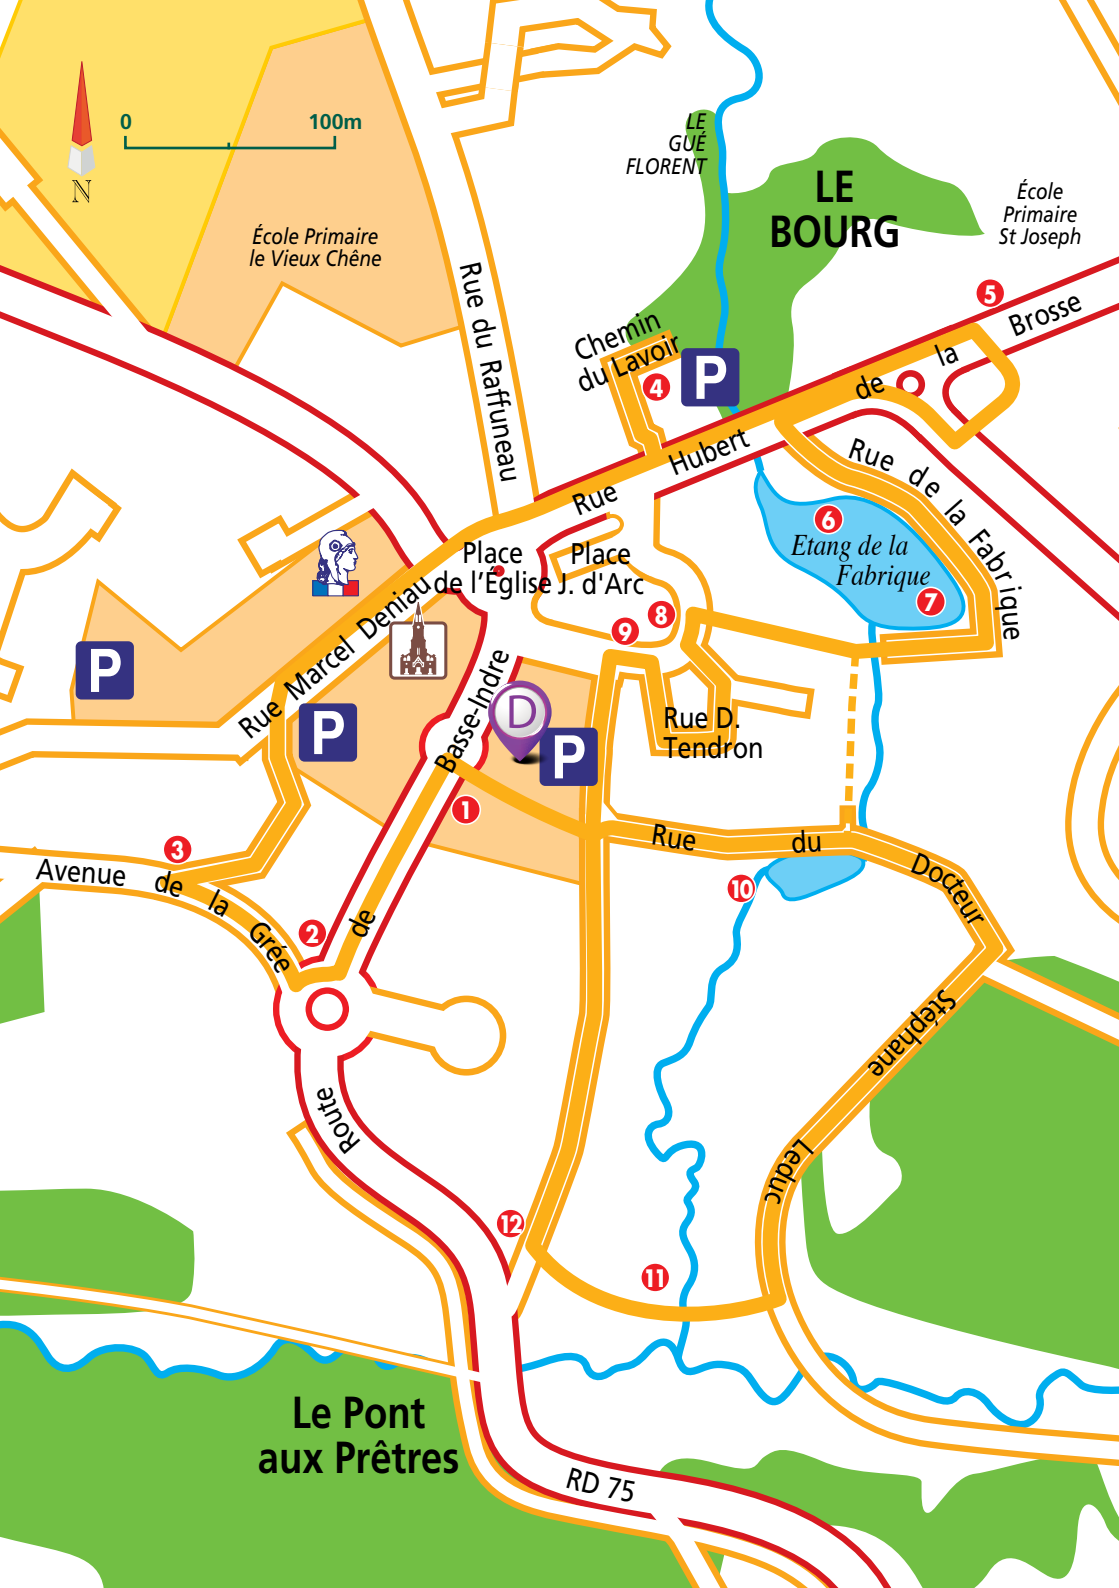 0 100m
N
École Primaire
le Vieux Chêne
LE
GUÉ
FLORENT
LE
BOURG
École
Primaire
St Joseph
Rue du Raffuneau
Chemin
du Lavoir
4
P
5
Rue Hubert de la Brosse
Rue de la Fabrique
6
Etang de la
Fabrique
7
Place
de l'Église
Place
J. d'Arc
8
9
Rue Marcel Deniau
P
P
D
P
Rue D.
Tendron
Route de Basse-Indre
1
Rue du Docteur Stéphane Leduc
3
Avenue de la Grée
2
10
12
11
Le Pont
aux Prêtres
RD 75